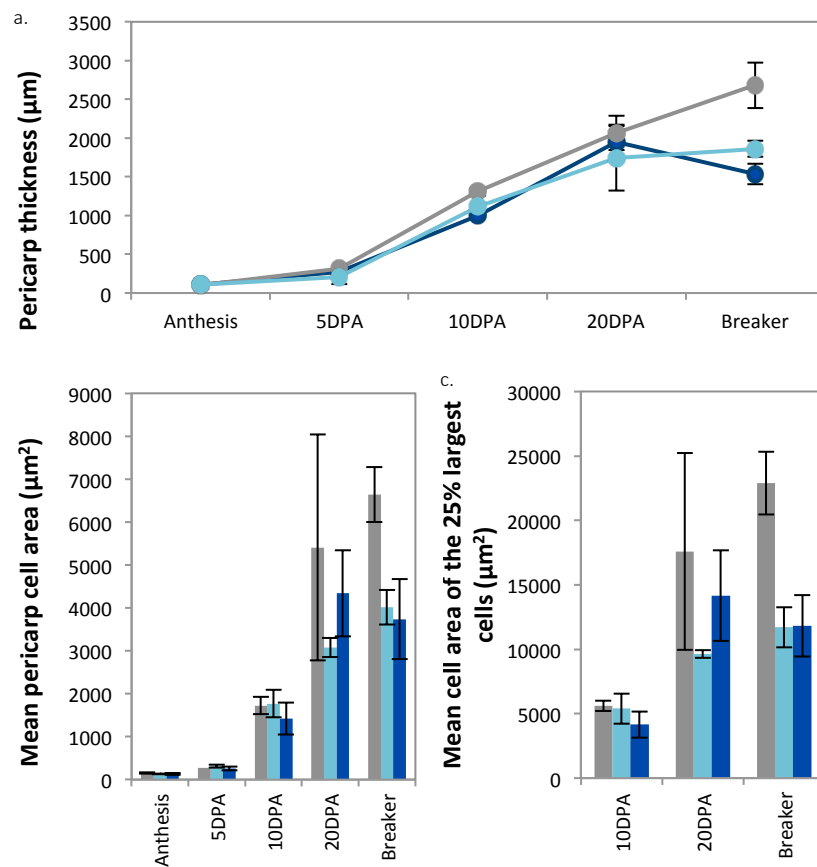 a.
Pericarp thickness (µm)
3500
3000
2500
2000
1500
1000
500
0
Anthesis 5DPA 10DPA 20DPA Breaker
Mean pericarp cell area (µm²)
9000
8000
7000
6000
5000
4000
3000
2000
1000
0
Anthesis
5DPA
10DPA
20DPA
Breaker
c.
Mean cell area of the 25% largest
cells (µm²)
30000
25000
20000
15000
10000
5000
0
10DPA
20DPA
Breaker